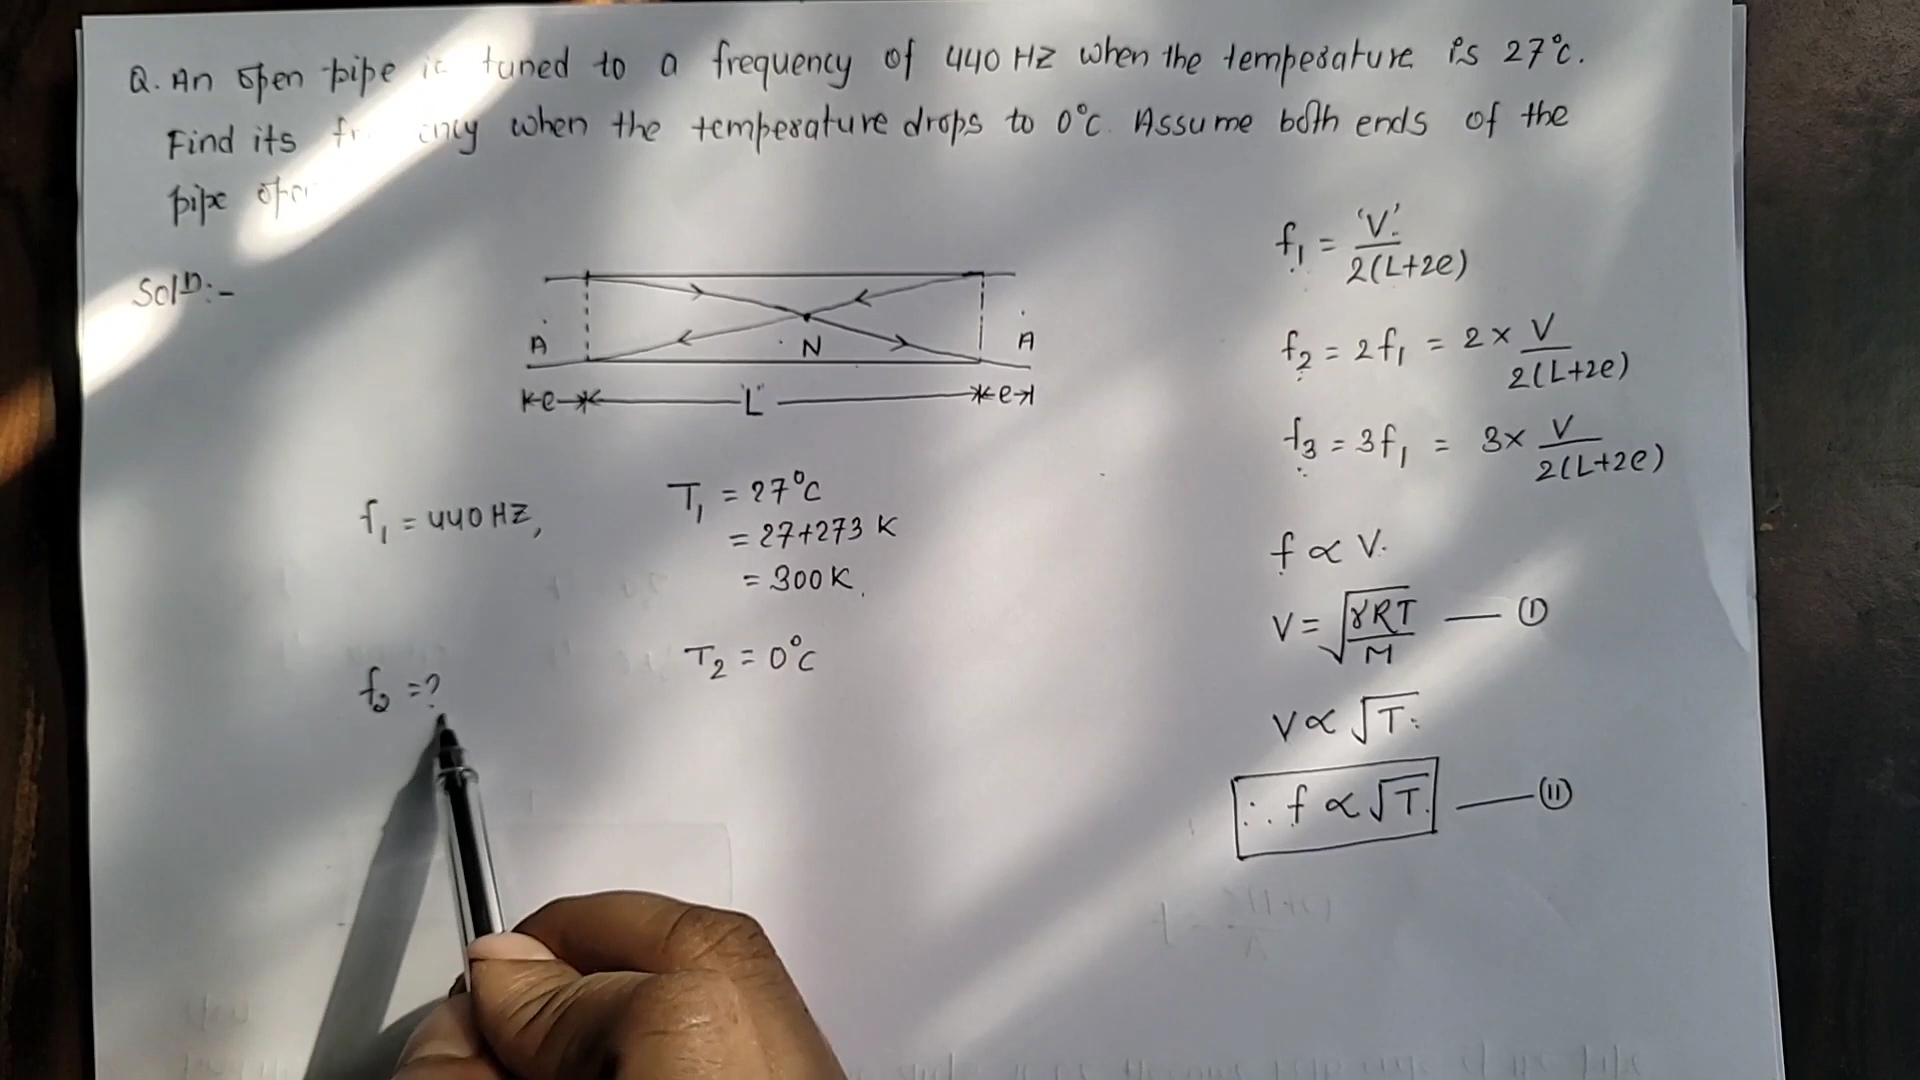 Q. An open pipe is tuned to a frequency of 440 HZ when the temperature is 27°C.
Find its when the temperature drops to 0°C. Assume both ends of the
pipe
Solⁿ:-
A N A
e L e
f₁ = 440 HZ,
T₁ = 27°C
= 27+273 K
= 300 K.
f₂ = ?
T₂ = 0°C
f₁ = 'V' / 2(L+2e)
f₂ = 2f₁ = 2 × V / 2(L+2e)
f₃ = 3f₁ = 3 × V / 2(L+2e)
f ∝ V.
V = √(γRT / M) — (I)
V ∝ √T.
∴ f ∝ √T. — (II)